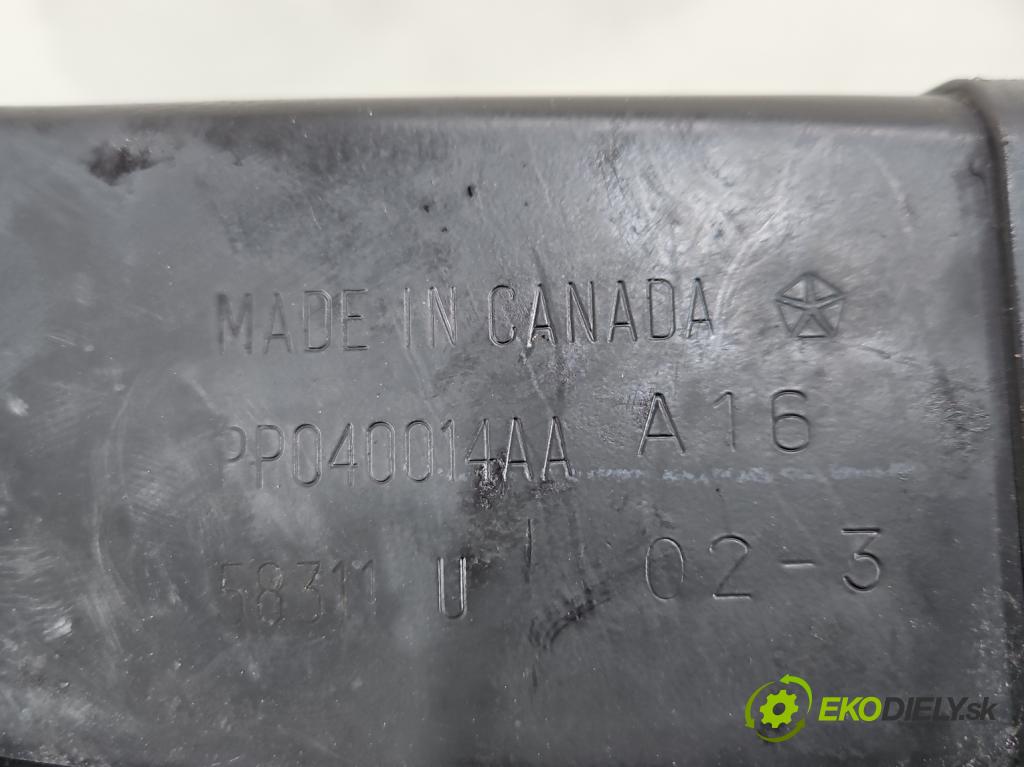 MADE IN CANADA
PP040014AA A16
58311 U 02-3
EKODIELY.sk